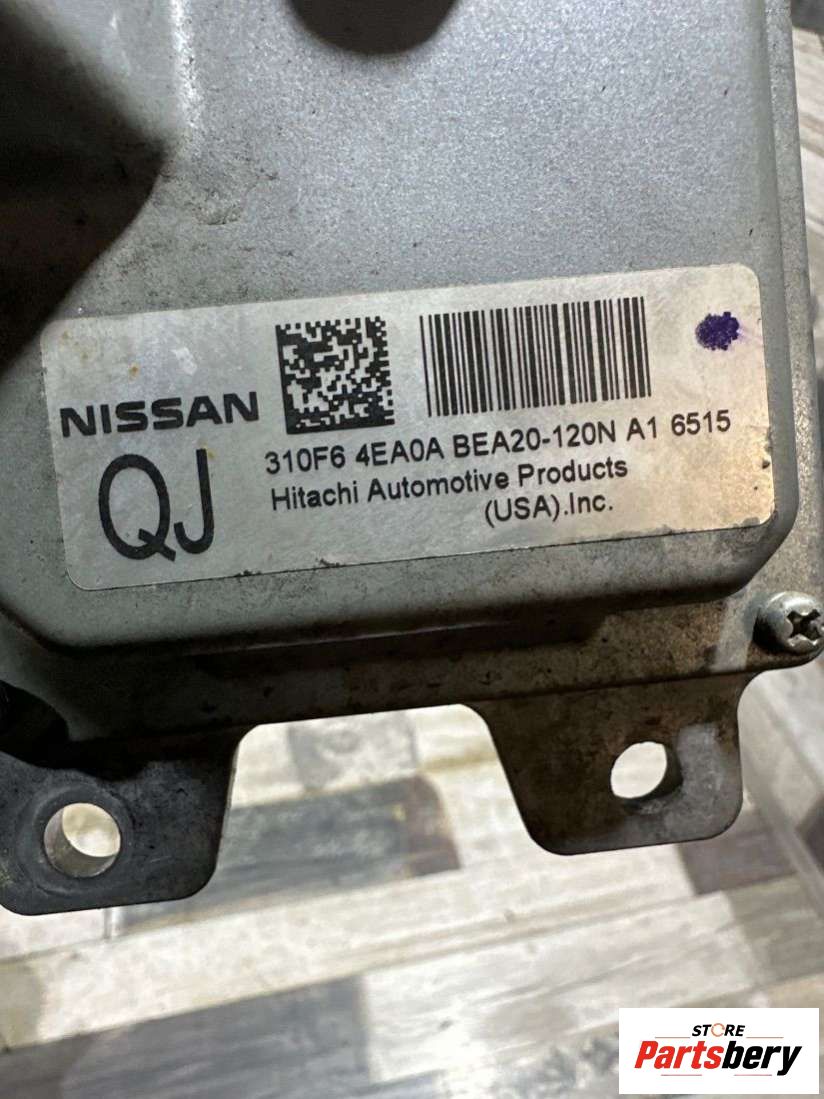 NISSAN
QJ
310F6 4EA0A BEA20-120N A1 6515
Hitachi Automotive Products
(USA).Inc.
STORE
Partsbery